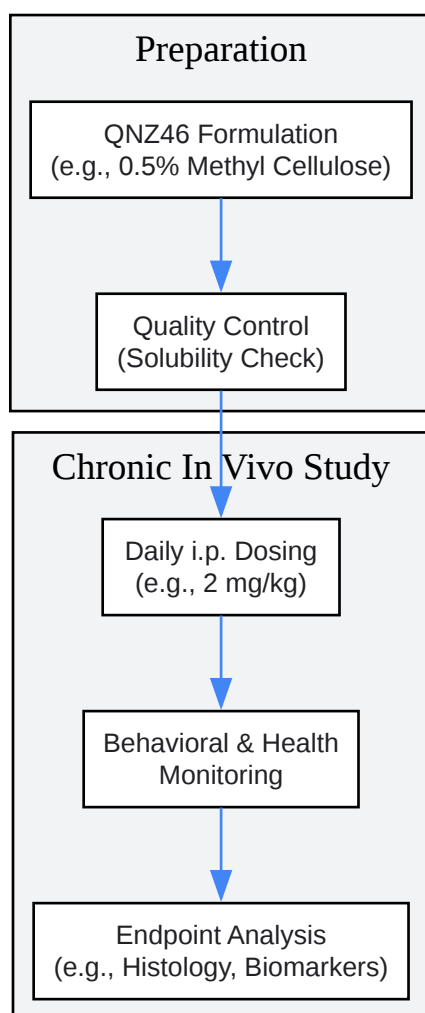 Preparation
QNZ46 Formulation
(e.g., 0.5% Methyl Cellulose)
Quality Control
(Solubility Check)
Chronic In Vivo Study
Daily i.p. Dosing
(e.g., 2 mg/kg)
Behavioral & Health
Monitoring
Endpoint Analysis
(e.g., Histology, Biomarkers)